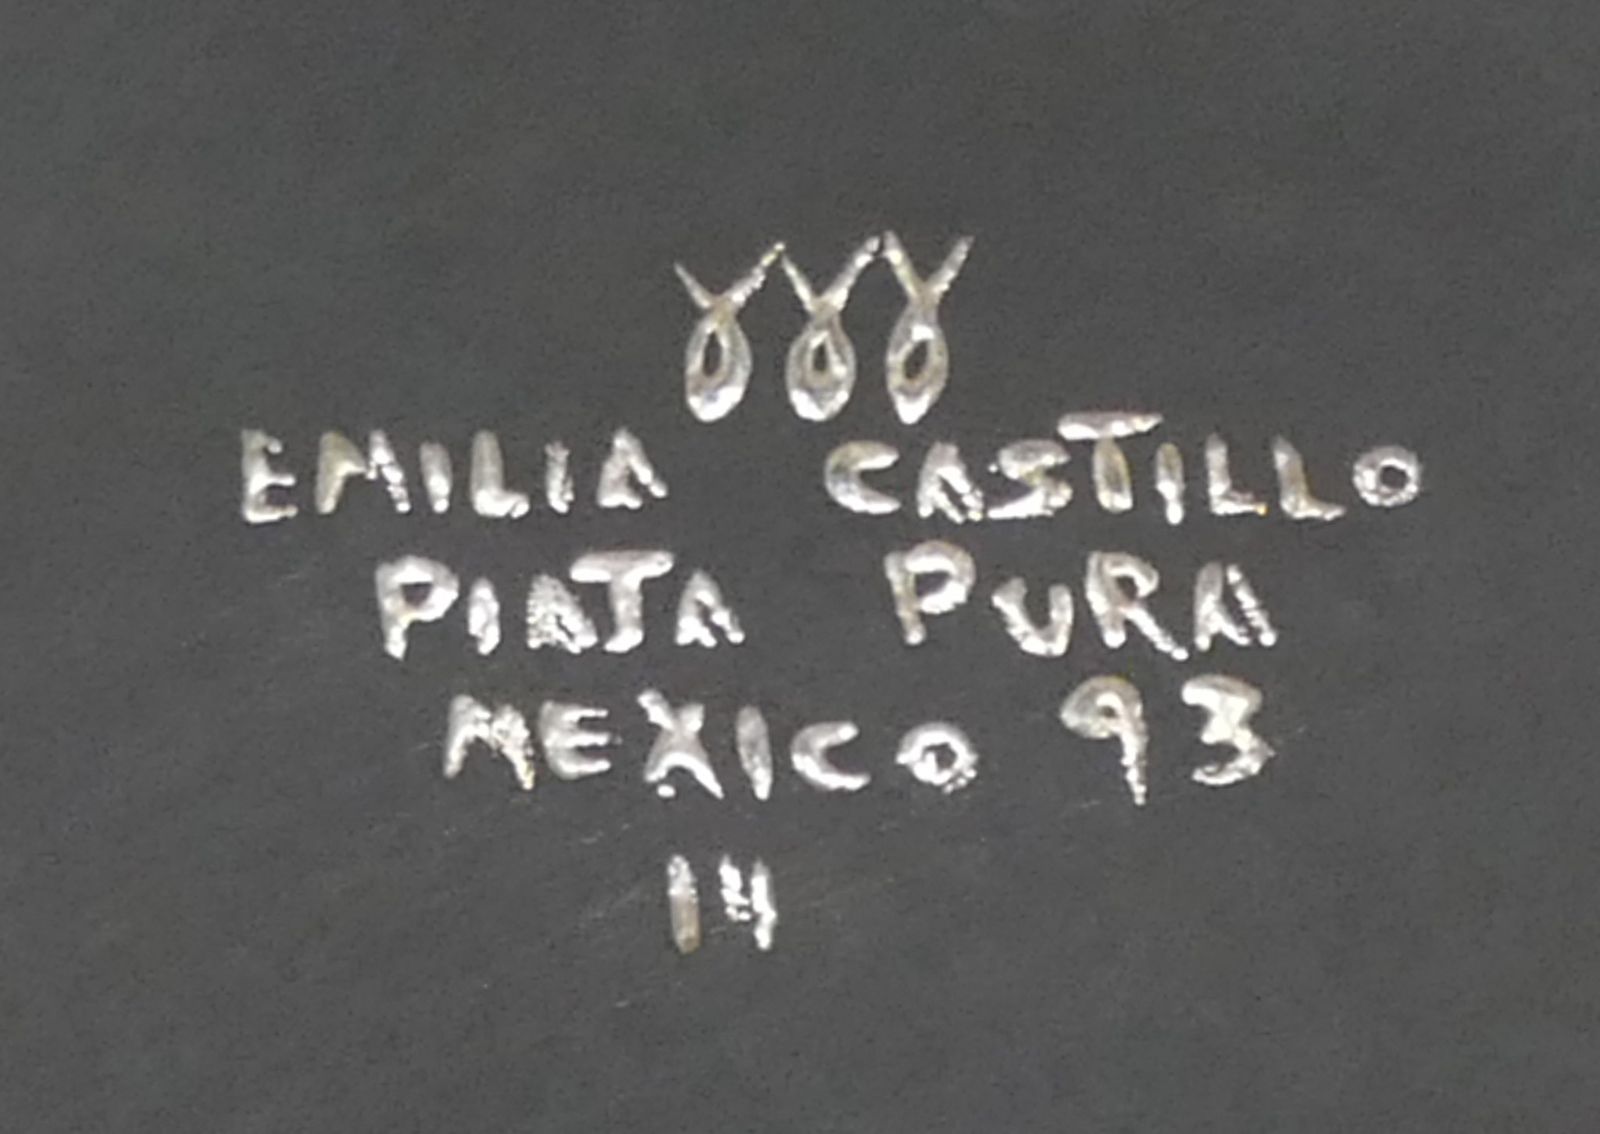 EMILIA CASTILLO
PLATA PURA
MEXICO 93
14